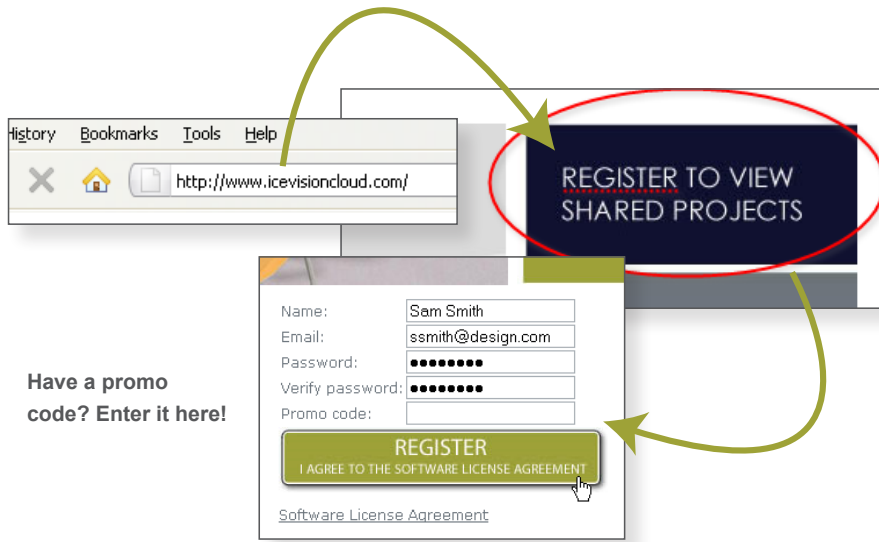 History Bookmarks Tools Help
http://www.icevisioncloud.com/
REGISTER TO VIEW
SHARED PROJECTS
Name: Sam Smith
Email: ssmith@design.com
Password: ●●●●●●●●
Verify password: ●●●●●●●●
Promo code:
Have a promo
code? Enter it here!
REGISTER
I AGREE TO THE SOFTWARE LICENSE AGREEMENT
Software License Agreement